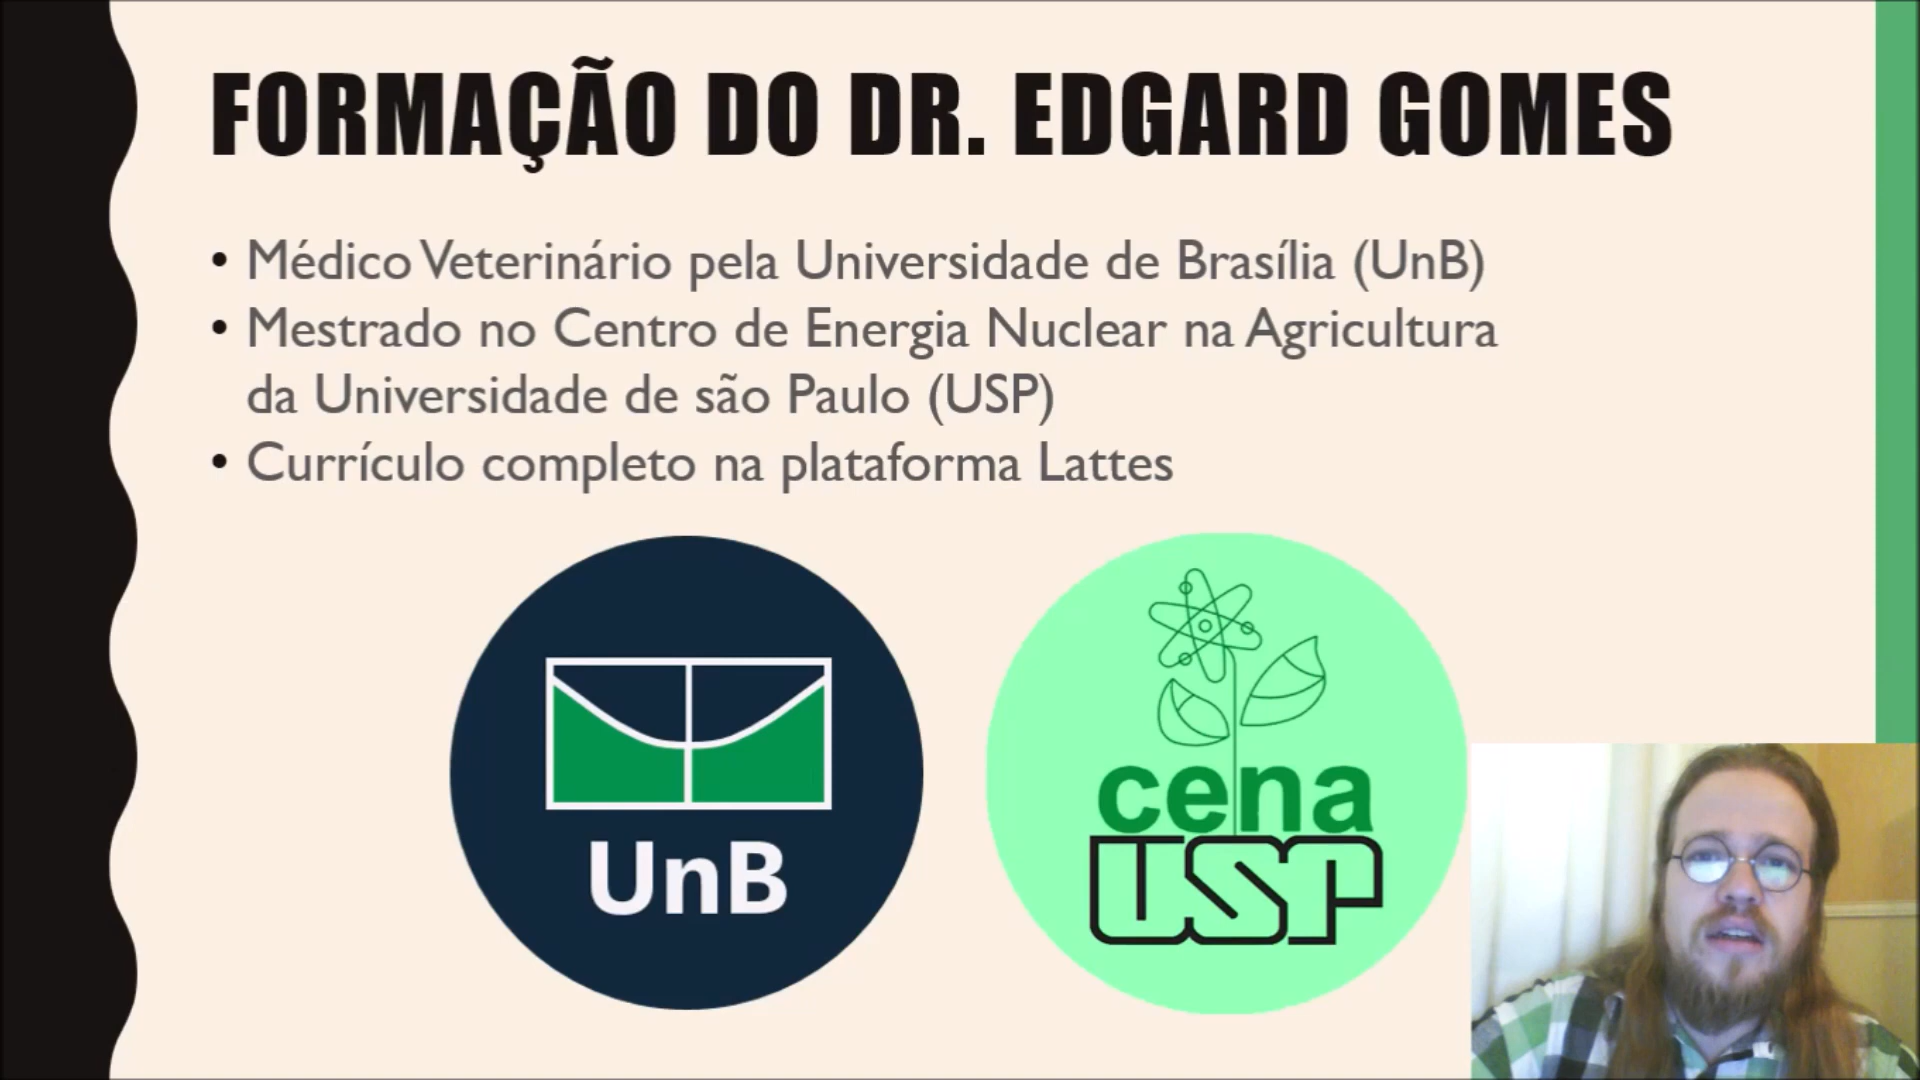 FORMAÇÃO DO DR. EDGARD GOMES
• Médico Veterinário pela Universidade de Brasília (UnB)
• Mestrado no Centro de Energia Nuclear na Agricultura
da Universidade de são Paulo (USP)
• Currículo completo na plataforma Lattes
UnB
cena
USP